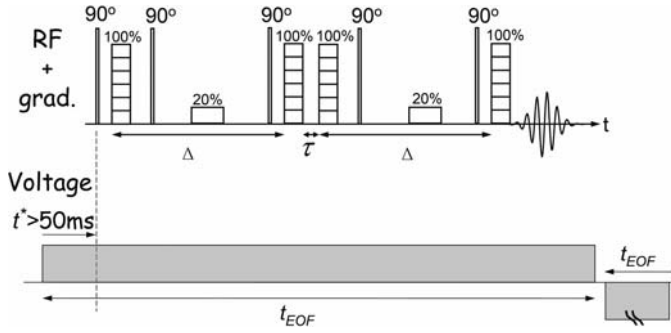 90° 90° 90° 90° 90°
RF
+
grad.
100% 20% 100% 100% 20% 100%
t
Δ τ Δ
Voltage
t*>50ms
t_EOF
t_EOF